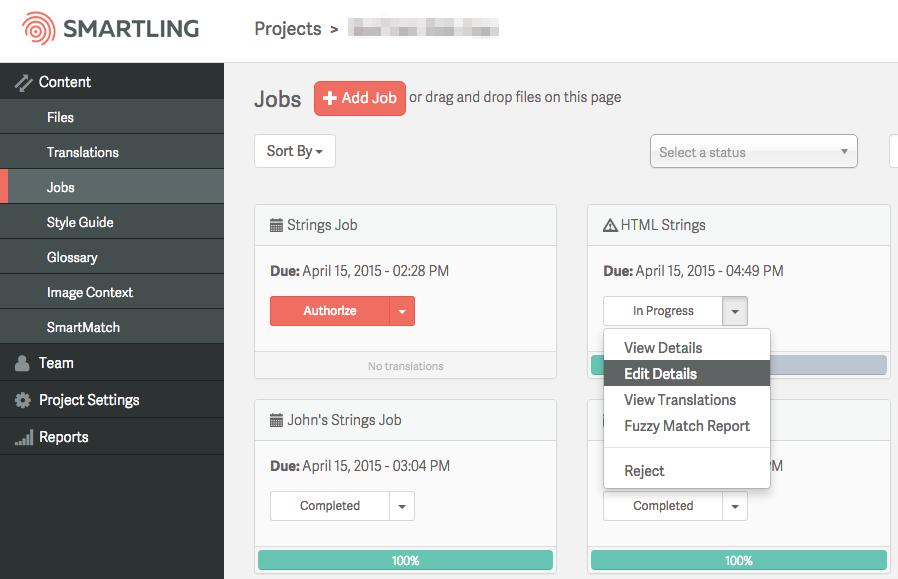 SMARTLING
Projects >
Content
Files
Translations
Jobs
Style Guide
Glossary
Image Context
SmartMatch
Team
Project Settings
Reports
Jobs + Add Job or drag and drop files on this page
Sort By
Select a status
Strings Job
Due: April 15, 2015 - 02:28 PM
Authorize
No translations
HTML Strings
Due: April 15, 2015 - 04:49 PM
In Progress
View Details
Edit Details
View Translations
Fuzzy Match Report
Reject
John's Strings Job
Due: April 15, 2015 - 03:04 PM
Completed
100%
Completed
100%